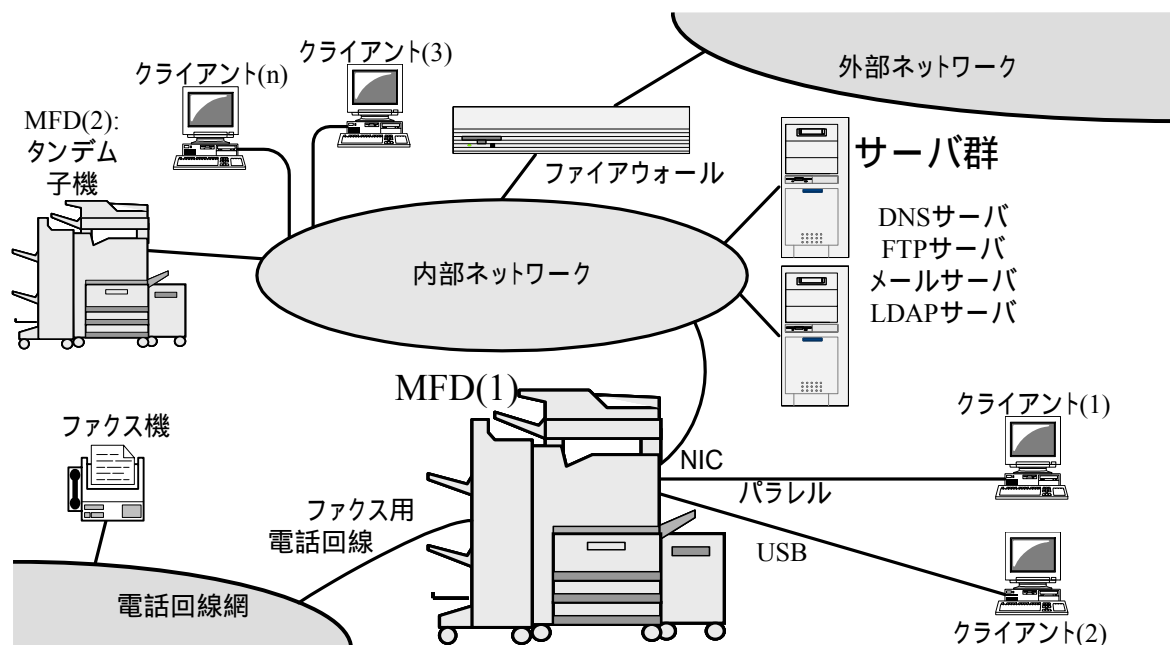 クライアント(n)
クライアント(3)
外部ネットワーク
MFD(2):
タンデム
子機
ファイアウォール
サーバ群
DNSサーバ
FTPサーバ
メールサーバ
LDAPサーバ
内部ネットワーク
MFD(1)
クライアント(1)
ファクス機
NIC
パラレル
ファクス用
電話回線
USB
電話回線網
クライアント(2)